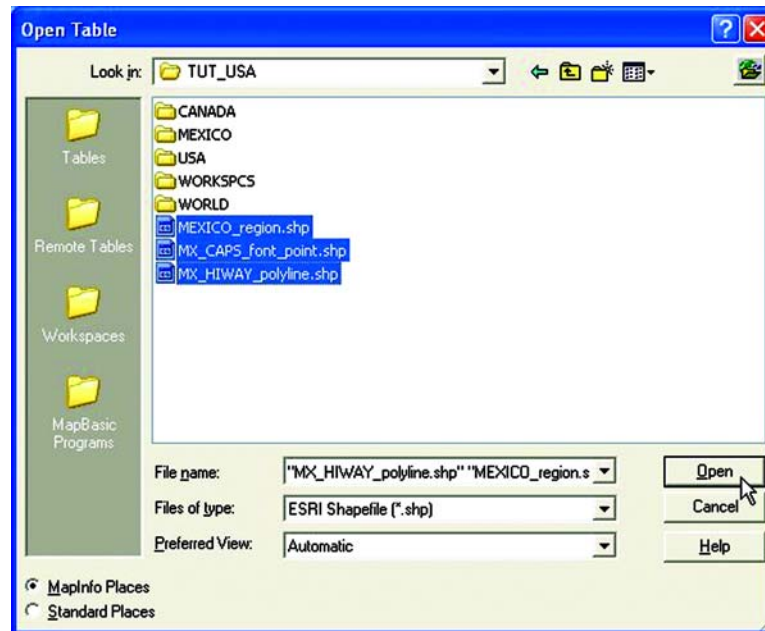 Open Table
Look in: TUT_USA
Tables
Remote Tables
Workspaces
MapBasic
Programs
CANADA
MEXICO
USA
WORKSPCS
WORLD
MEXICO_region.shp
MX_CAPS_font_point.shp
MX_HIWAY_polyline.shp
File name: "MX_HIWAY_polyline.shp" "MEXICO_region.s Open
Files of type: ESRI Shapefile (*.shp) Cancel
Preferred View: Automatic Help
MapInfo Places
Standard Places